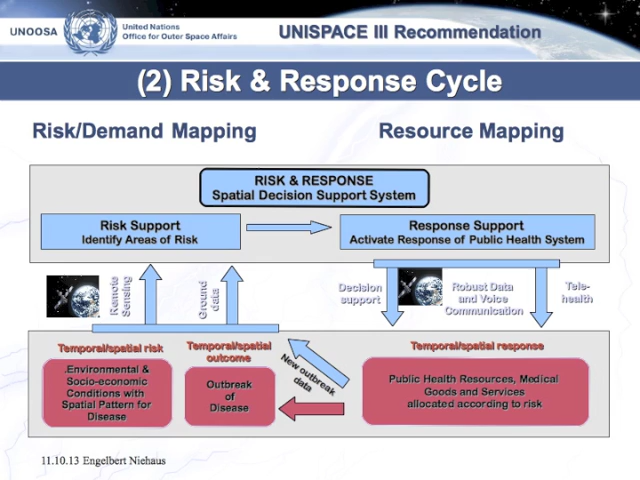 UNOOSA
United Nations
Office for Outer Space Affairs
UNISPACE III Recommendation
(2) Risk & Response Cycle
Risk/Demand Mapping
Resource Mapping
RISK & RESPONSE
Spatial Decision Support System
Risk Support
Identify Areas of Risk
Response Support
Activate Response of Public Health System
Remote
Sensing
Ground
data
Decision
support
Robust Data
and Voice
Communication
Tele-
health
Temporal/spatial risk
.Environmental &
Socio-economic
Conditions with
Spatial Pattern for
Disease
Temporal/spatial
outcome
Outbreak
of
Disease
New outbreak
data
Temporal/spatial response
Public Health Resources, Medical
Goods and Services
allocated according to risk
11.10.13 Engelbert Niehaus